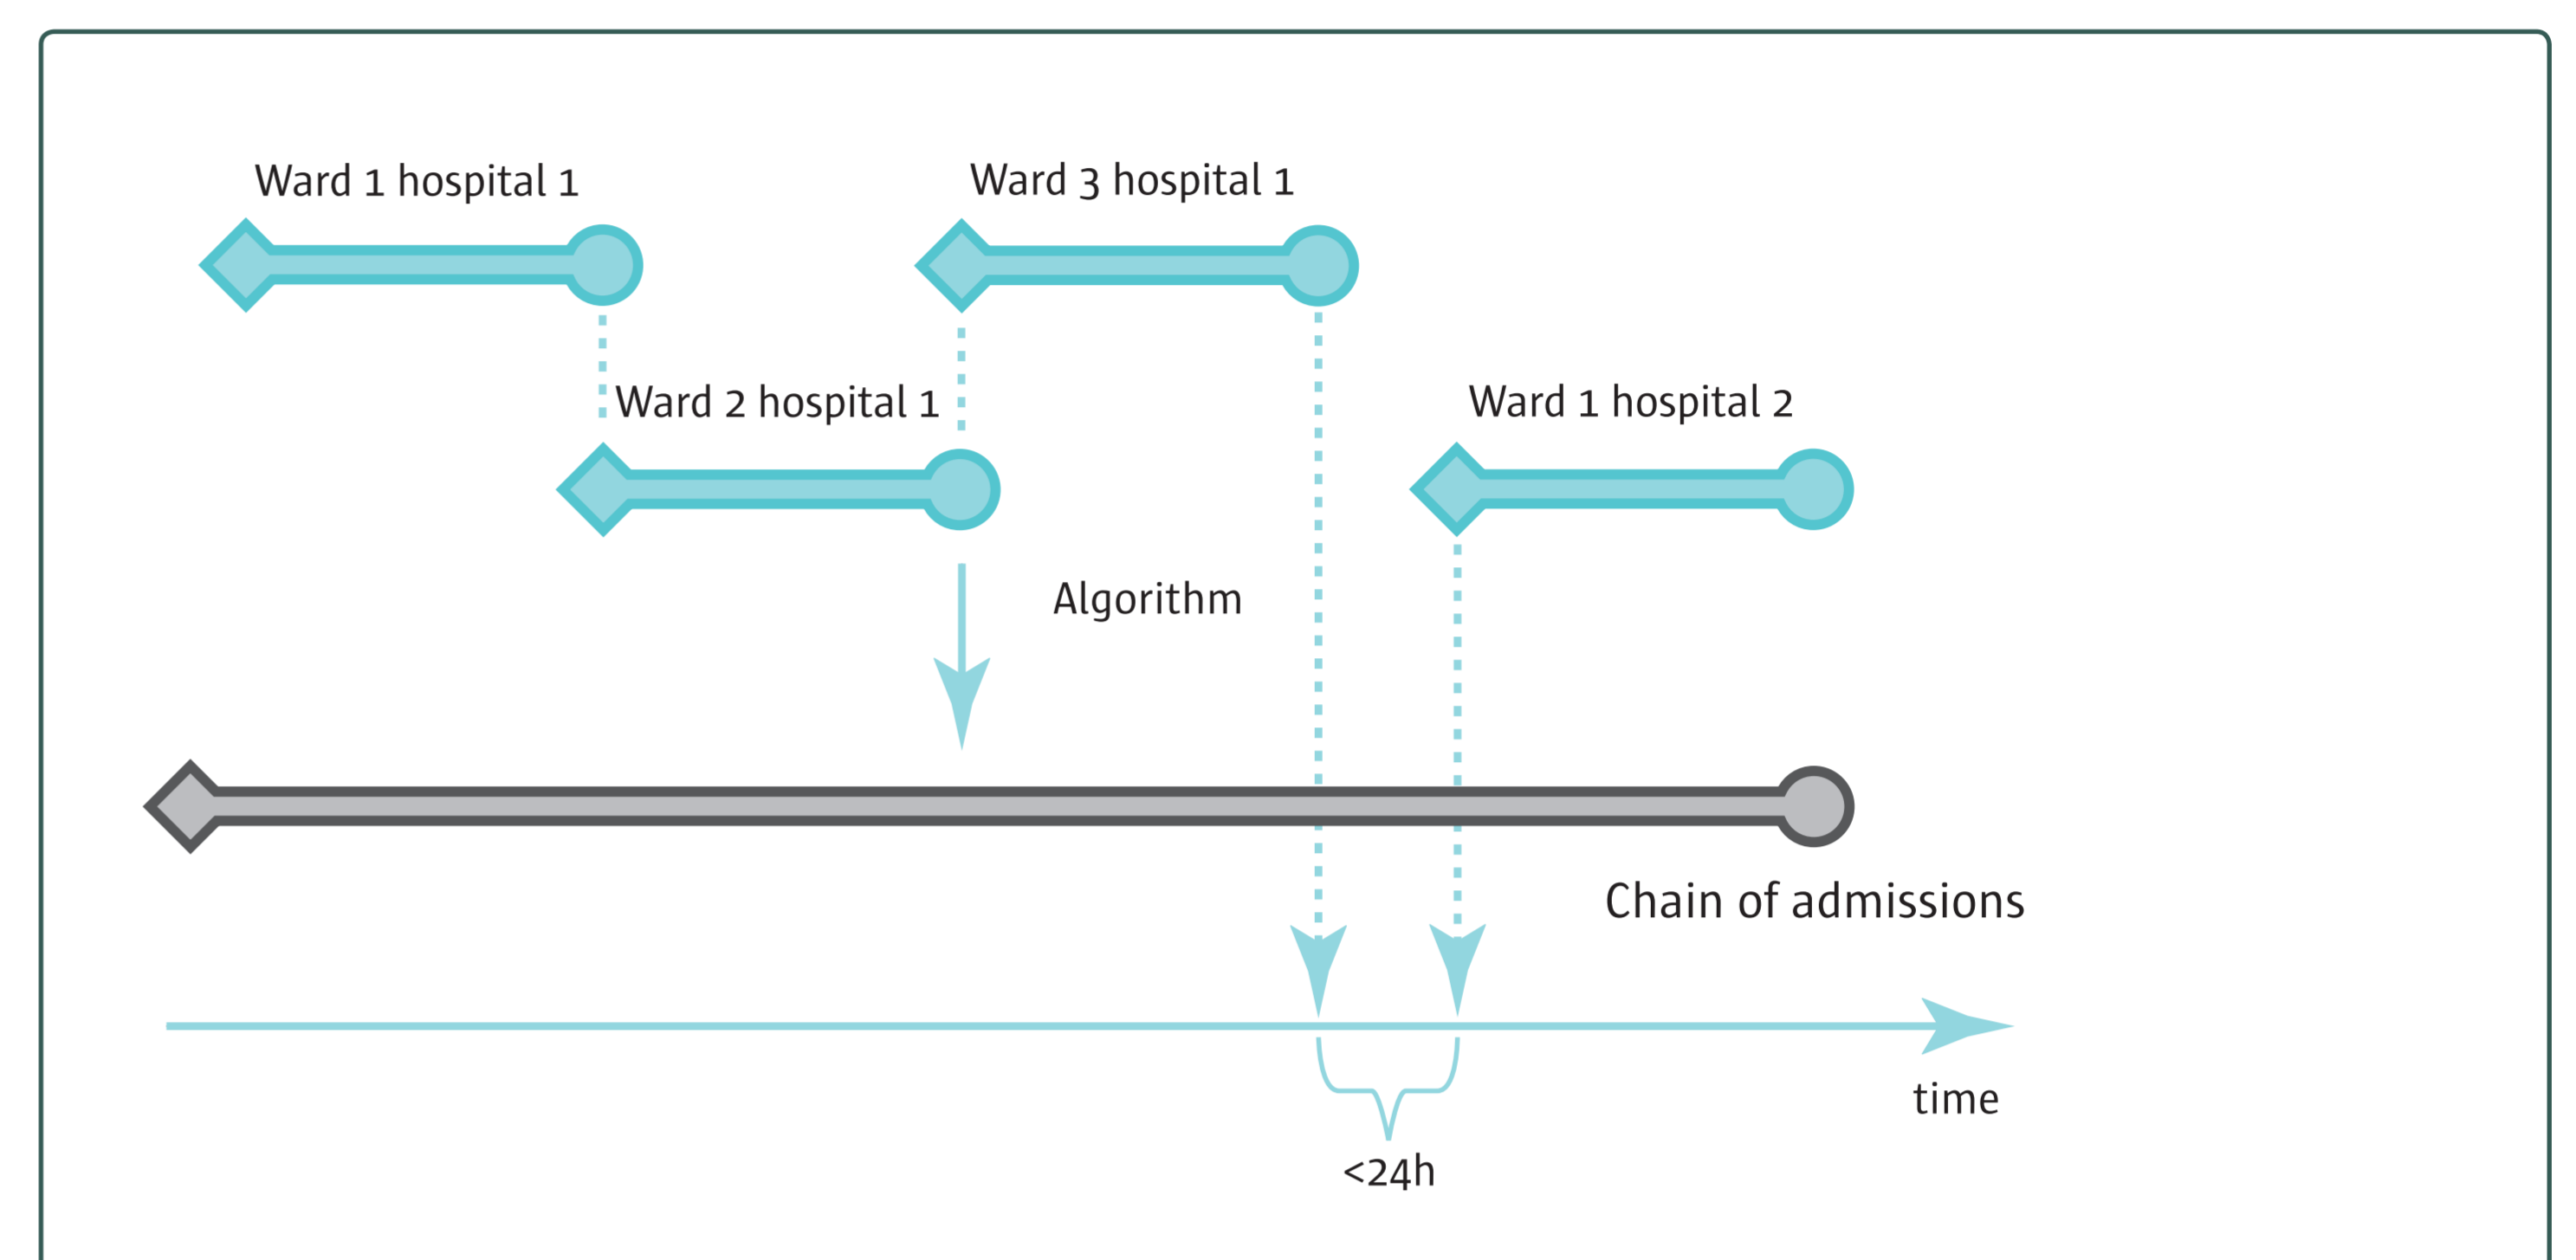 Ward 1 hospital 1
Ward 3 hospital 1
Ward 2 hospital 1
Ward 1 hospital 2
Algorithm
Chain of admissions
time
<24h